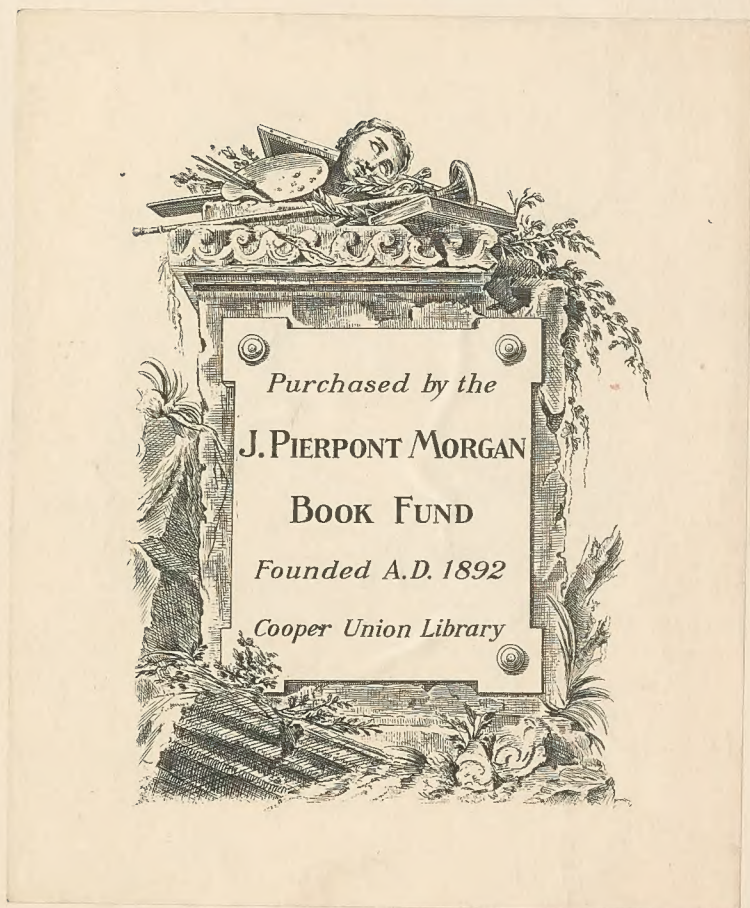 Purchased by the
J. PIERPONT MORGAN
BOOK FUND
Founded A.D. 1892
Cooper Union Library